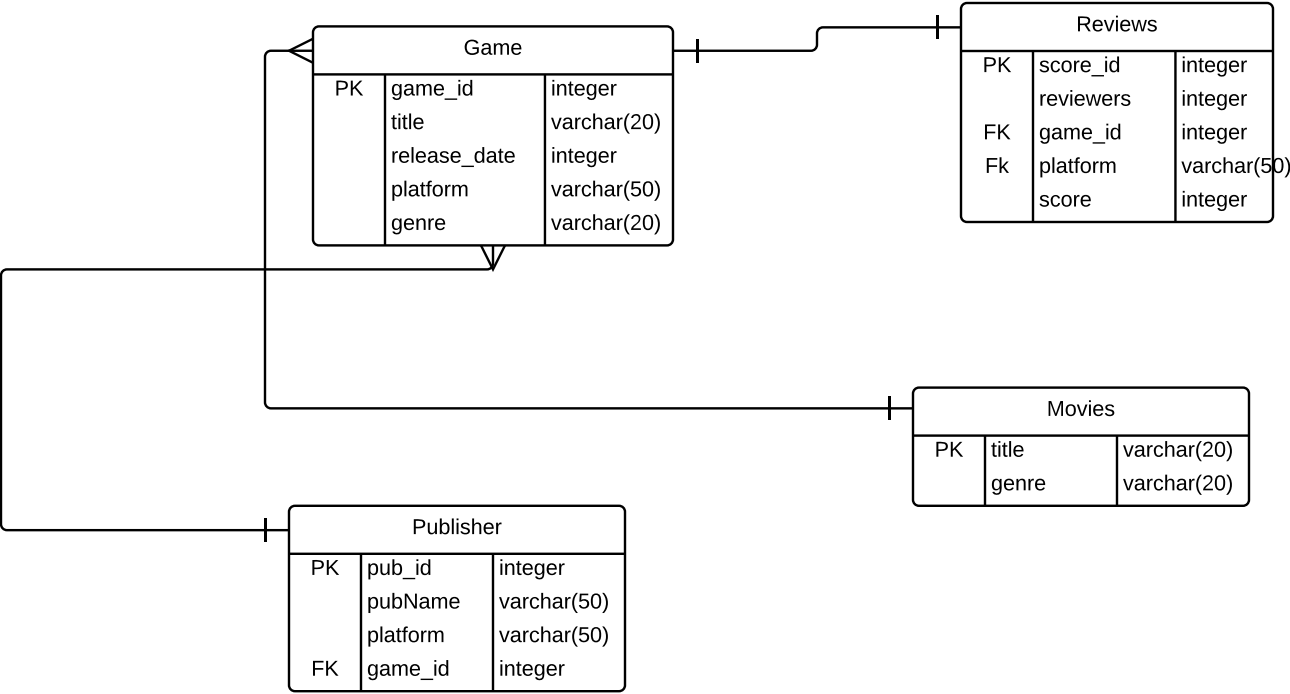 Game
PK game_id integer
title varchar(20)
release_date integer
platform varchar(50)
genre varchar(20)
Reviews
PK score_id integer
reviewers integer
FK game_id integer
Fk platform varchar(50)
score integer
Movies
PK title varchar(20)
genre varchar(20)
Publisher
PK pub_id integer
pubName varchar(50)
platform varchar(50)
FK game_id integer